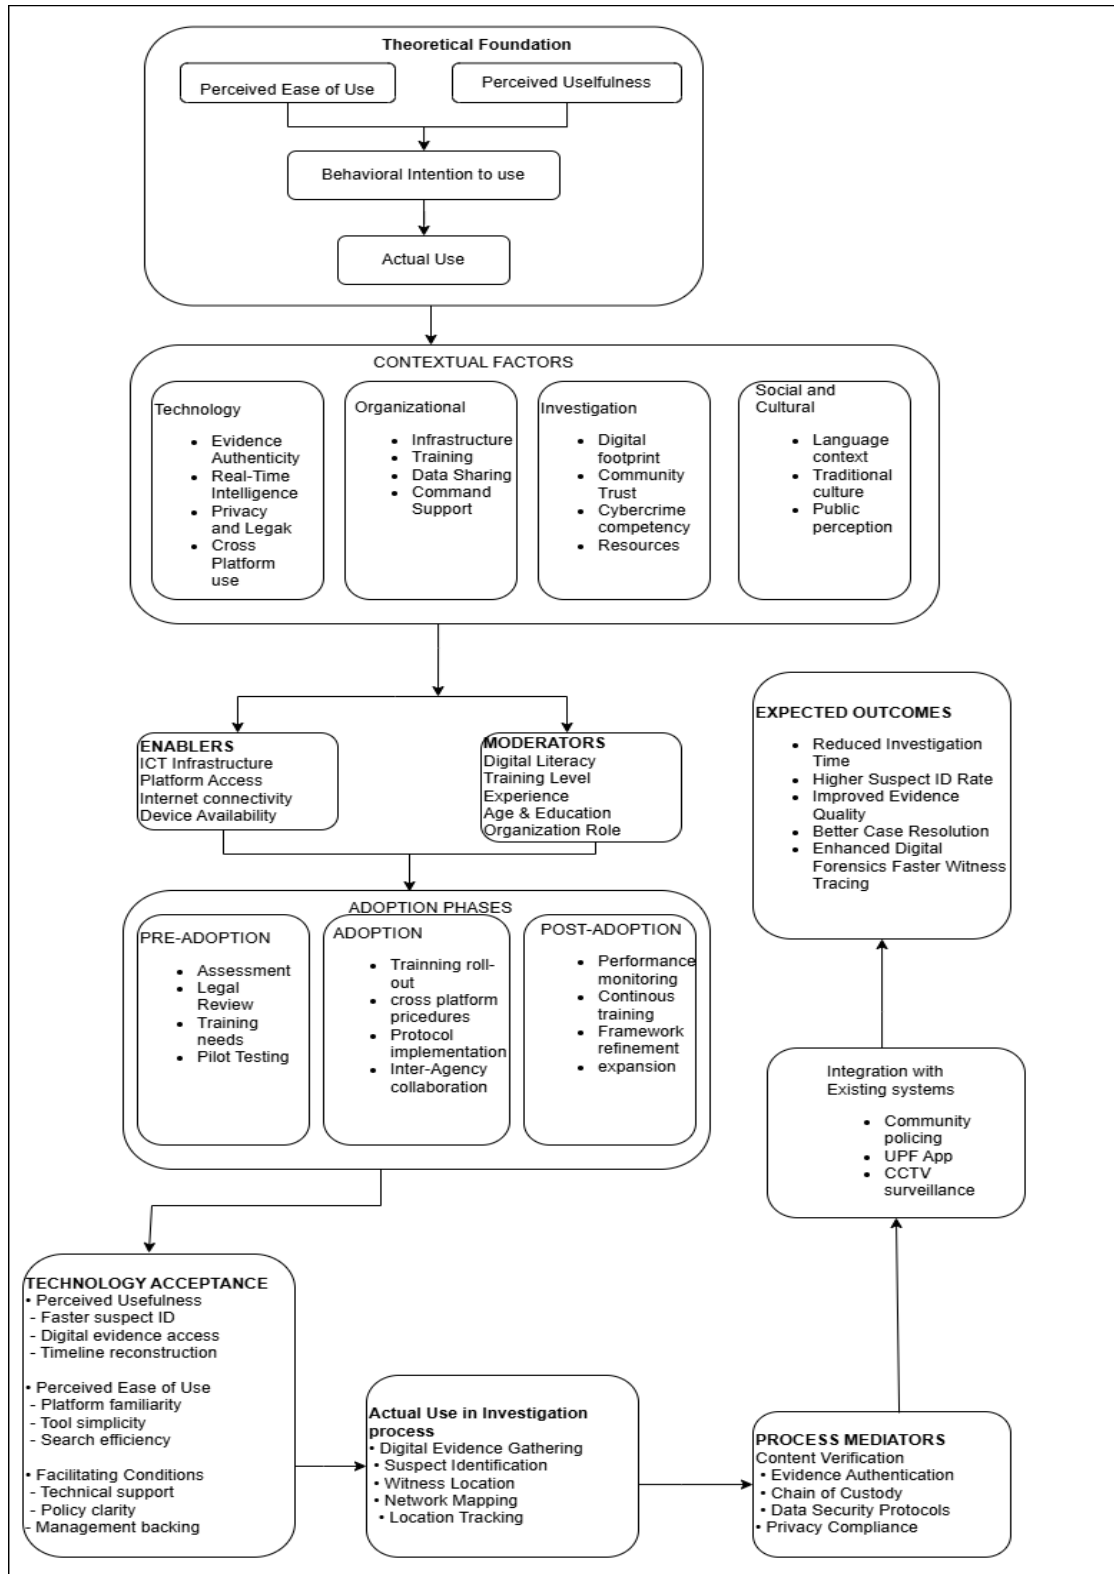 Theoretical Foundation
Perceived Ease of Use
Perceived Uselfulness
Behavioral Intention to use
Actual Use
CONTEXTUAL FACTORS
Technology
• Evidence
Authenticity
• Real-Time
Intelligence
• Privacy
and Legak
• Cross
Platform
use
Organizational
• Infrastructure
• Training
• Data Sharing
• Command
Support
Investigation
• Digital
footprint
• Community
Trust
• Cybercrime
competency
• Resources
Social and
Cultural
• Language
context
• Traditional
culture
• Public
perception
ENABLERS
ICT Infrastructure
Platform Access
Internet connectivity
Device Availability
MODERATORS
Digital Literacy
Training Level
Experience
Age & Education
Organization Role
ADOPTION PHASES
PRE-ADOPTION
• Assessment
• Legal
Review
• Training
needs
• Pilot Testing
ADOPTION
• Trainning roll-
out
• cross platform
pricedures
• Protocol
implementation
• Inter-Agency
collaboration
POST-ADOPTION
• Performance
monitoring
• Continous
training
• Framework
refinement
• expansion
TECHNOLOGY ACCEPTANCE
• Perceived Usefulness
- Faster suspect ID
- Digital evidence access
- Timeline reconstruction
• Perceived Ease of Use
- Platform familiarity
- Tool simplicity
- Search efficiency
• Facilitating Conditions
- Technical support
- Policy clarity
- Management backing
Actual Use in Investigation
process
• Digital Evidence Gathering
• Suspect Identification
• Witness Location
• Network Mapping
• Location Tracking
PROCESS MEDIATORS
Content Verification
• Evidence Authentication
• Chain of Custody
• Data Security Protocols
• Privacy Compliance
Integration with
Existing systems
• Community
policing
• UPF App
• CCTV
surveillance
EXPECTED OUTCOMES
• Reduced Investigation
Time
• Higher Suspect ID Rate
• Improved Evidence
Quality
• Better Case Resolution
• Enhanced Digital
Forensics Faster Witness
Tracing